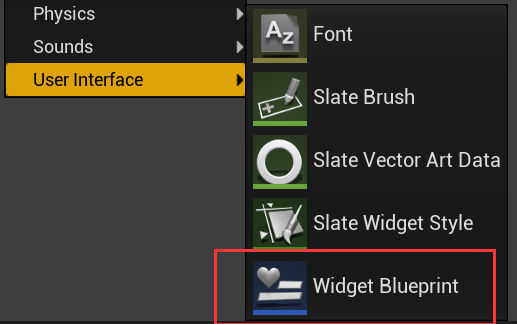 Physics
Sounds
User Interface
Az
Font
Slate Brush
Slate Vector Art Data
Slate Widget Style
Widget Blueprint